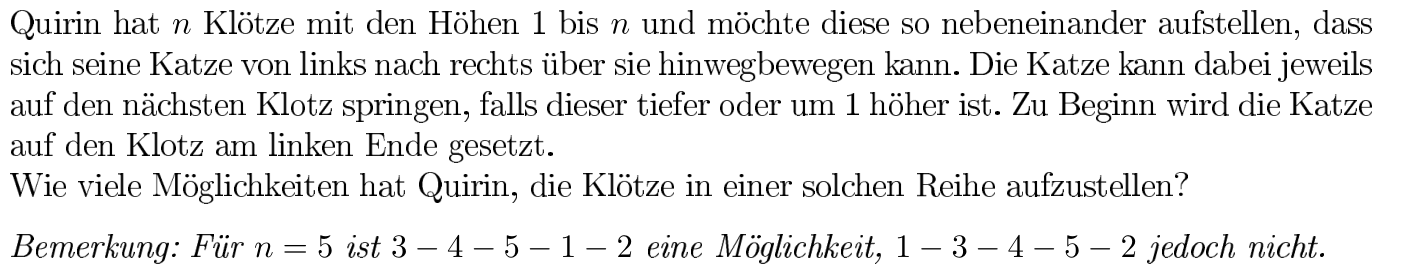 Quirin hat n Klötze mit den Höhen 1 bis n und möchte diese so nebeneinander aufstellen, dass
sich seine Katze von links nach rechts über sie hinwegbewegen kann. Die Katze kann dabei jeweils
auf den nächsten Klotz springen, falls dieser tiefer oder um 1 höher ist. Zu Beginn wird die Katze
auf den Klotz am linken Ende gesetzt.
Wie viele Möglichkeiten hat Quirin, die Klötze in einer solchen Reihe aufzustellen?
Bemerkung: Für n = 5 ist 3 – 4 – 5 – 1 – 2 eine Möglichkeit, 1 – 3 – 4 – 5 – 2 jedoch nicht.